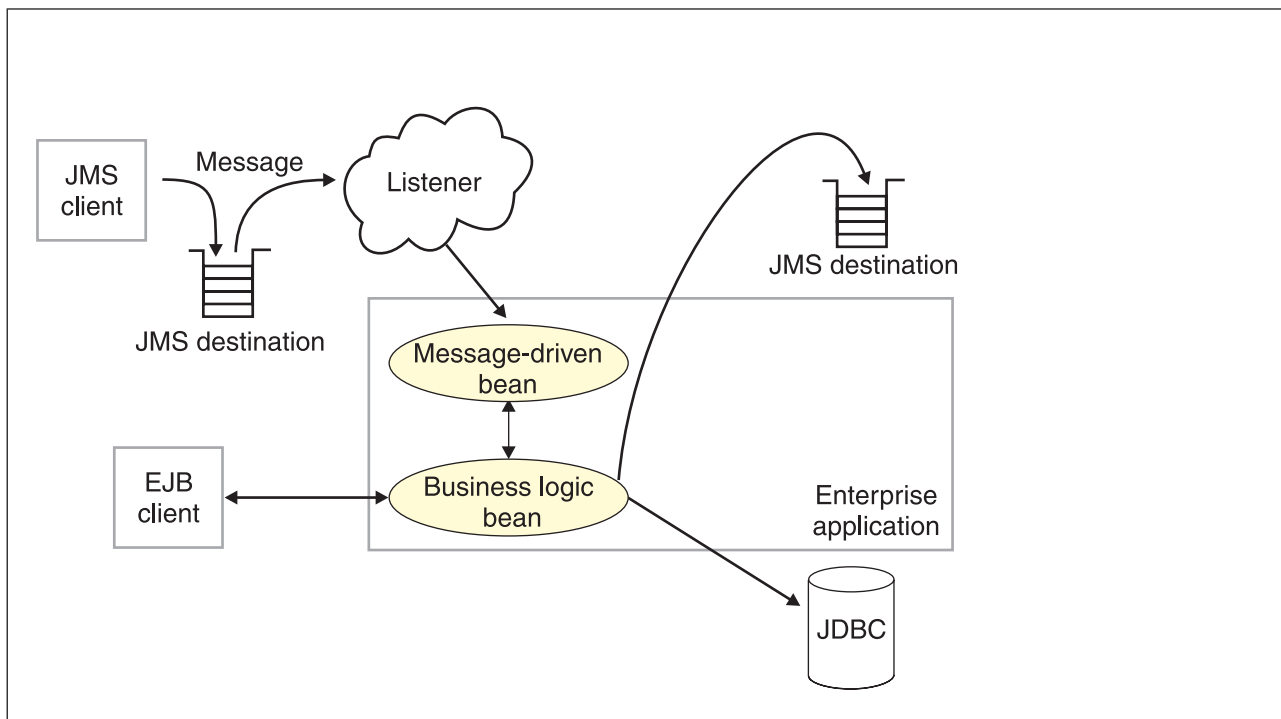 Message
JMS
client
Listener
JMS destination
JMS destination
Message-driven
bean
EJB
client
Business logic
bean
Enterprise
application
JDBC